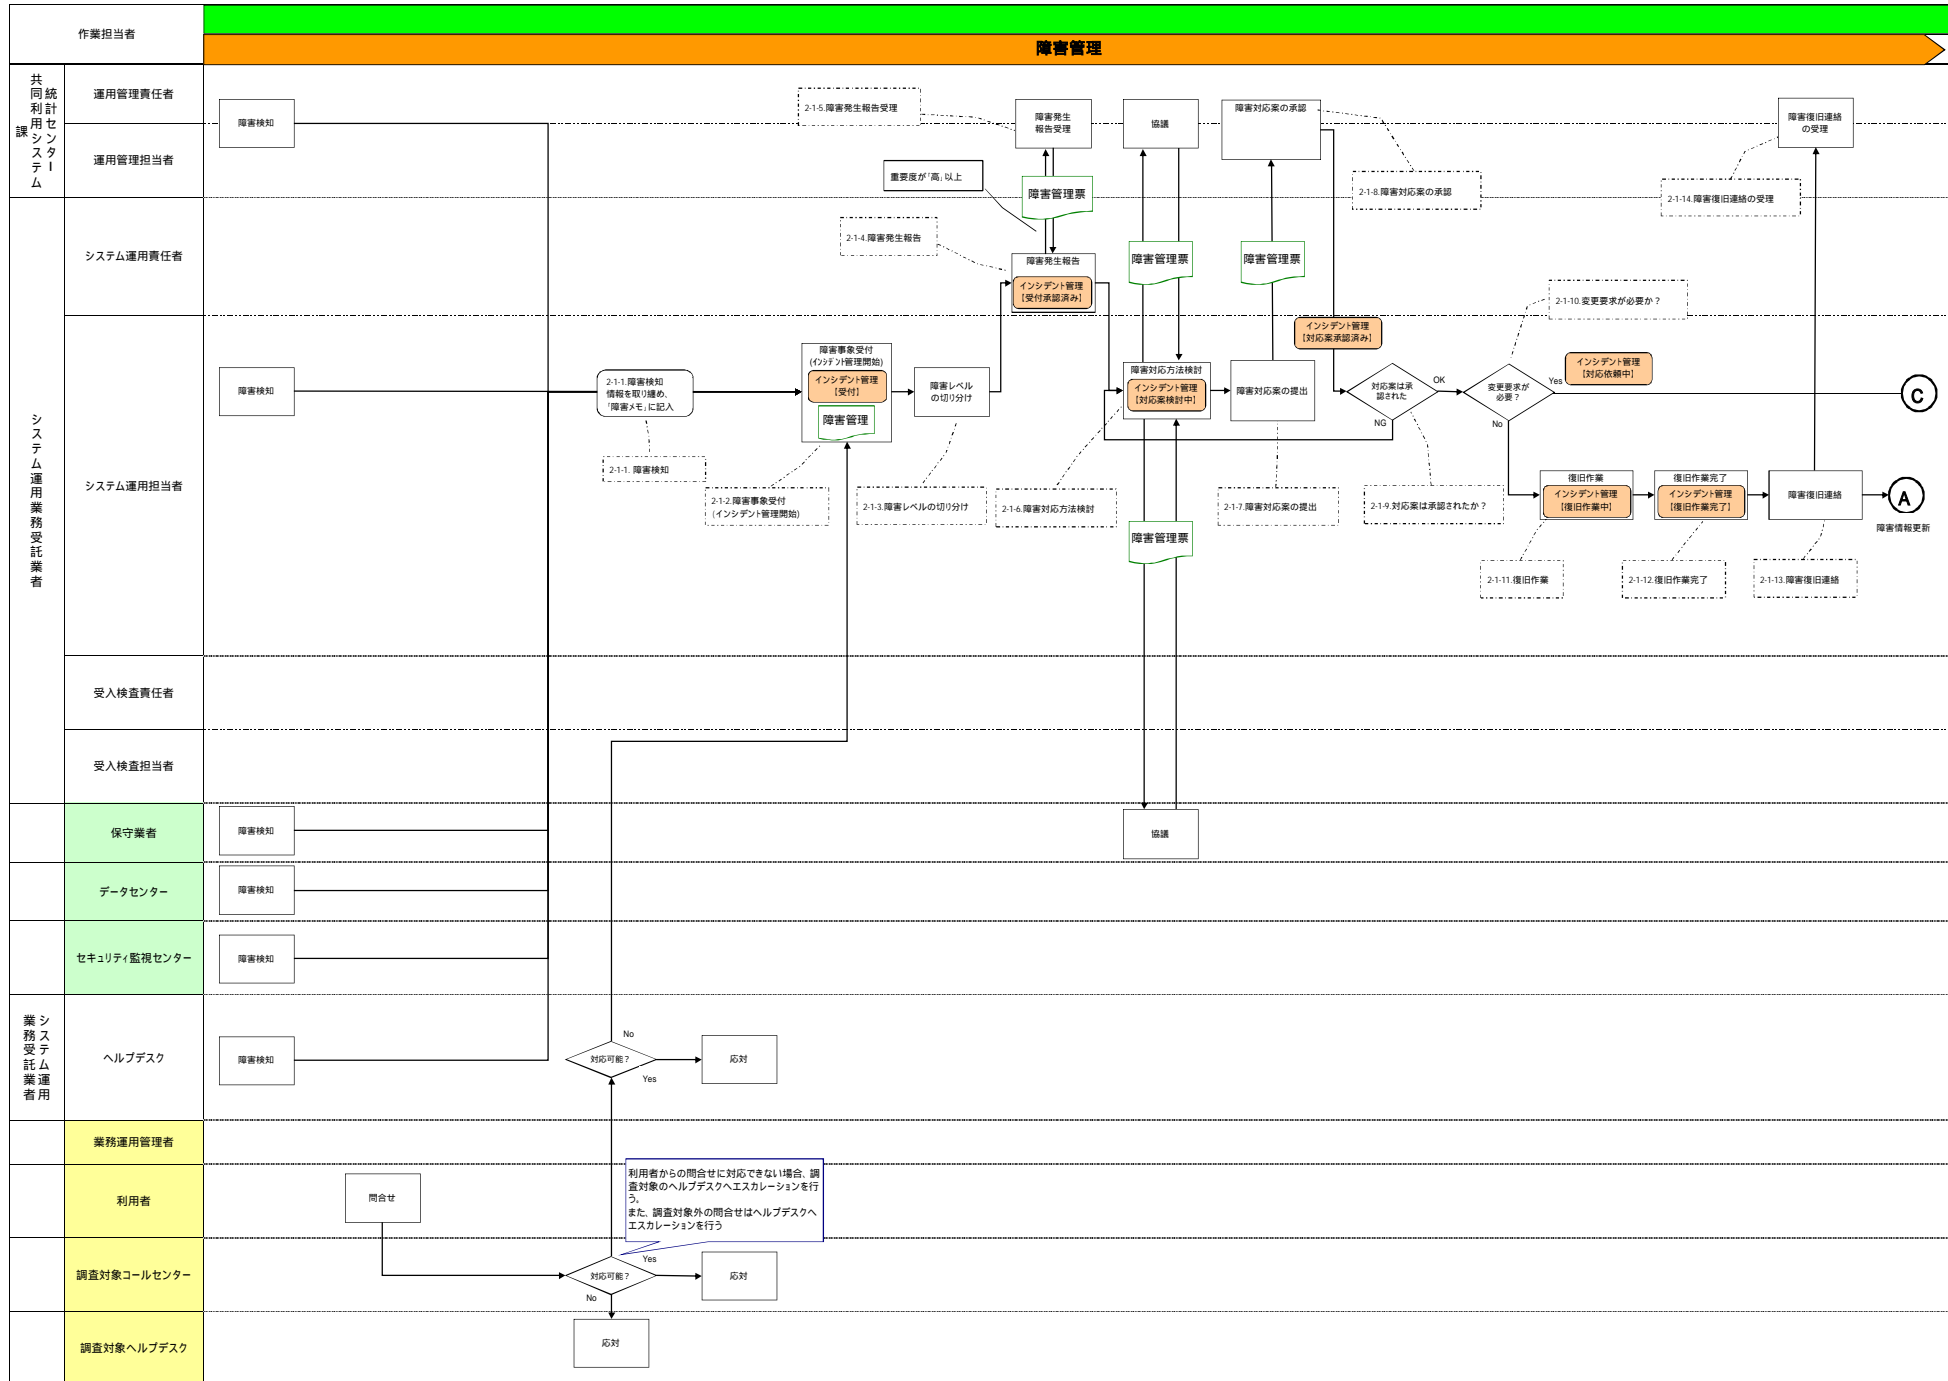 作業担当者
障害管理
統計センター
共同利用システム
課
運用管理責任者
障害検知
2-1-5.障害発生報告受理
障害発生
報告受理
協議
障害対応案の承認
障害復旧連絡
の受理
運用管理担当者
重要度が「高」以上
障害管理票
2-1-8.障害対応案の承認
2-1-14.障害復旧連絡の受理
システム運用業務受託業者
システム運用責任者
2-1-4.障害発生報告
障害発生報告
インシデント管理
【受付承認済み】
障害管理票
障害管理票
2-1-10.変更要求が必要か？
インシデント管理
【対応案承認済み】
システム運用担当者
障害検知
2-1-1.障害検知
情報を取り纏め、
「障害メモ」に記入
障害事象受付
(インシデント管理開始)
インシデント管理
【受付】
障害管理
障害レベル
の切り分け
障害対応方法検討
インシデント管理
【対応案検討中】
障害対応案の提出
対応案は承
認された
OK
NG
変更要求が
必要？
Yes
No
インシデント管理
【対応依頼中】
C
2-1-1. 障害検知
2-1-2.障害事象受付
(インシデント管理開始)
2-1-3.障害レベルの切り分け
2-1-6.障害対応方法検討
2-1-7.障害対応案の提出
2-1-9.対応案は承認されたか？
復旧作業
インシデント管理
【復旧作業中】
復旧作業完了
インシデント管理
【復旧作業完了】
障害復旧連絡
A
障害情報更新
障害管理票
2-1-11.復旧作業
2-1-12.復旧作業完了
2-1-13.障害復旧連絡
受入検査責任者
受入検査担当者
保守業者
障害検知
協議
データセンター
障害検知
セキュリティ監視センター
障害検知
システム運用
業務受託業者
ヘルプデスク
障害検知
No
対応可能？
Yes
応対
業務運用管理者
利用者
問合せ
利用者からの問合せに対応できない場合、調
査対象のヘルプデスクへエスカレーションを行
う。
また、調査対象外の問合せはヘルプデスクへ
エスカレーションを行う
調査対象コールセンター
対応可能？
Yes
No
応対
調査対象ヘルプデスク
応対